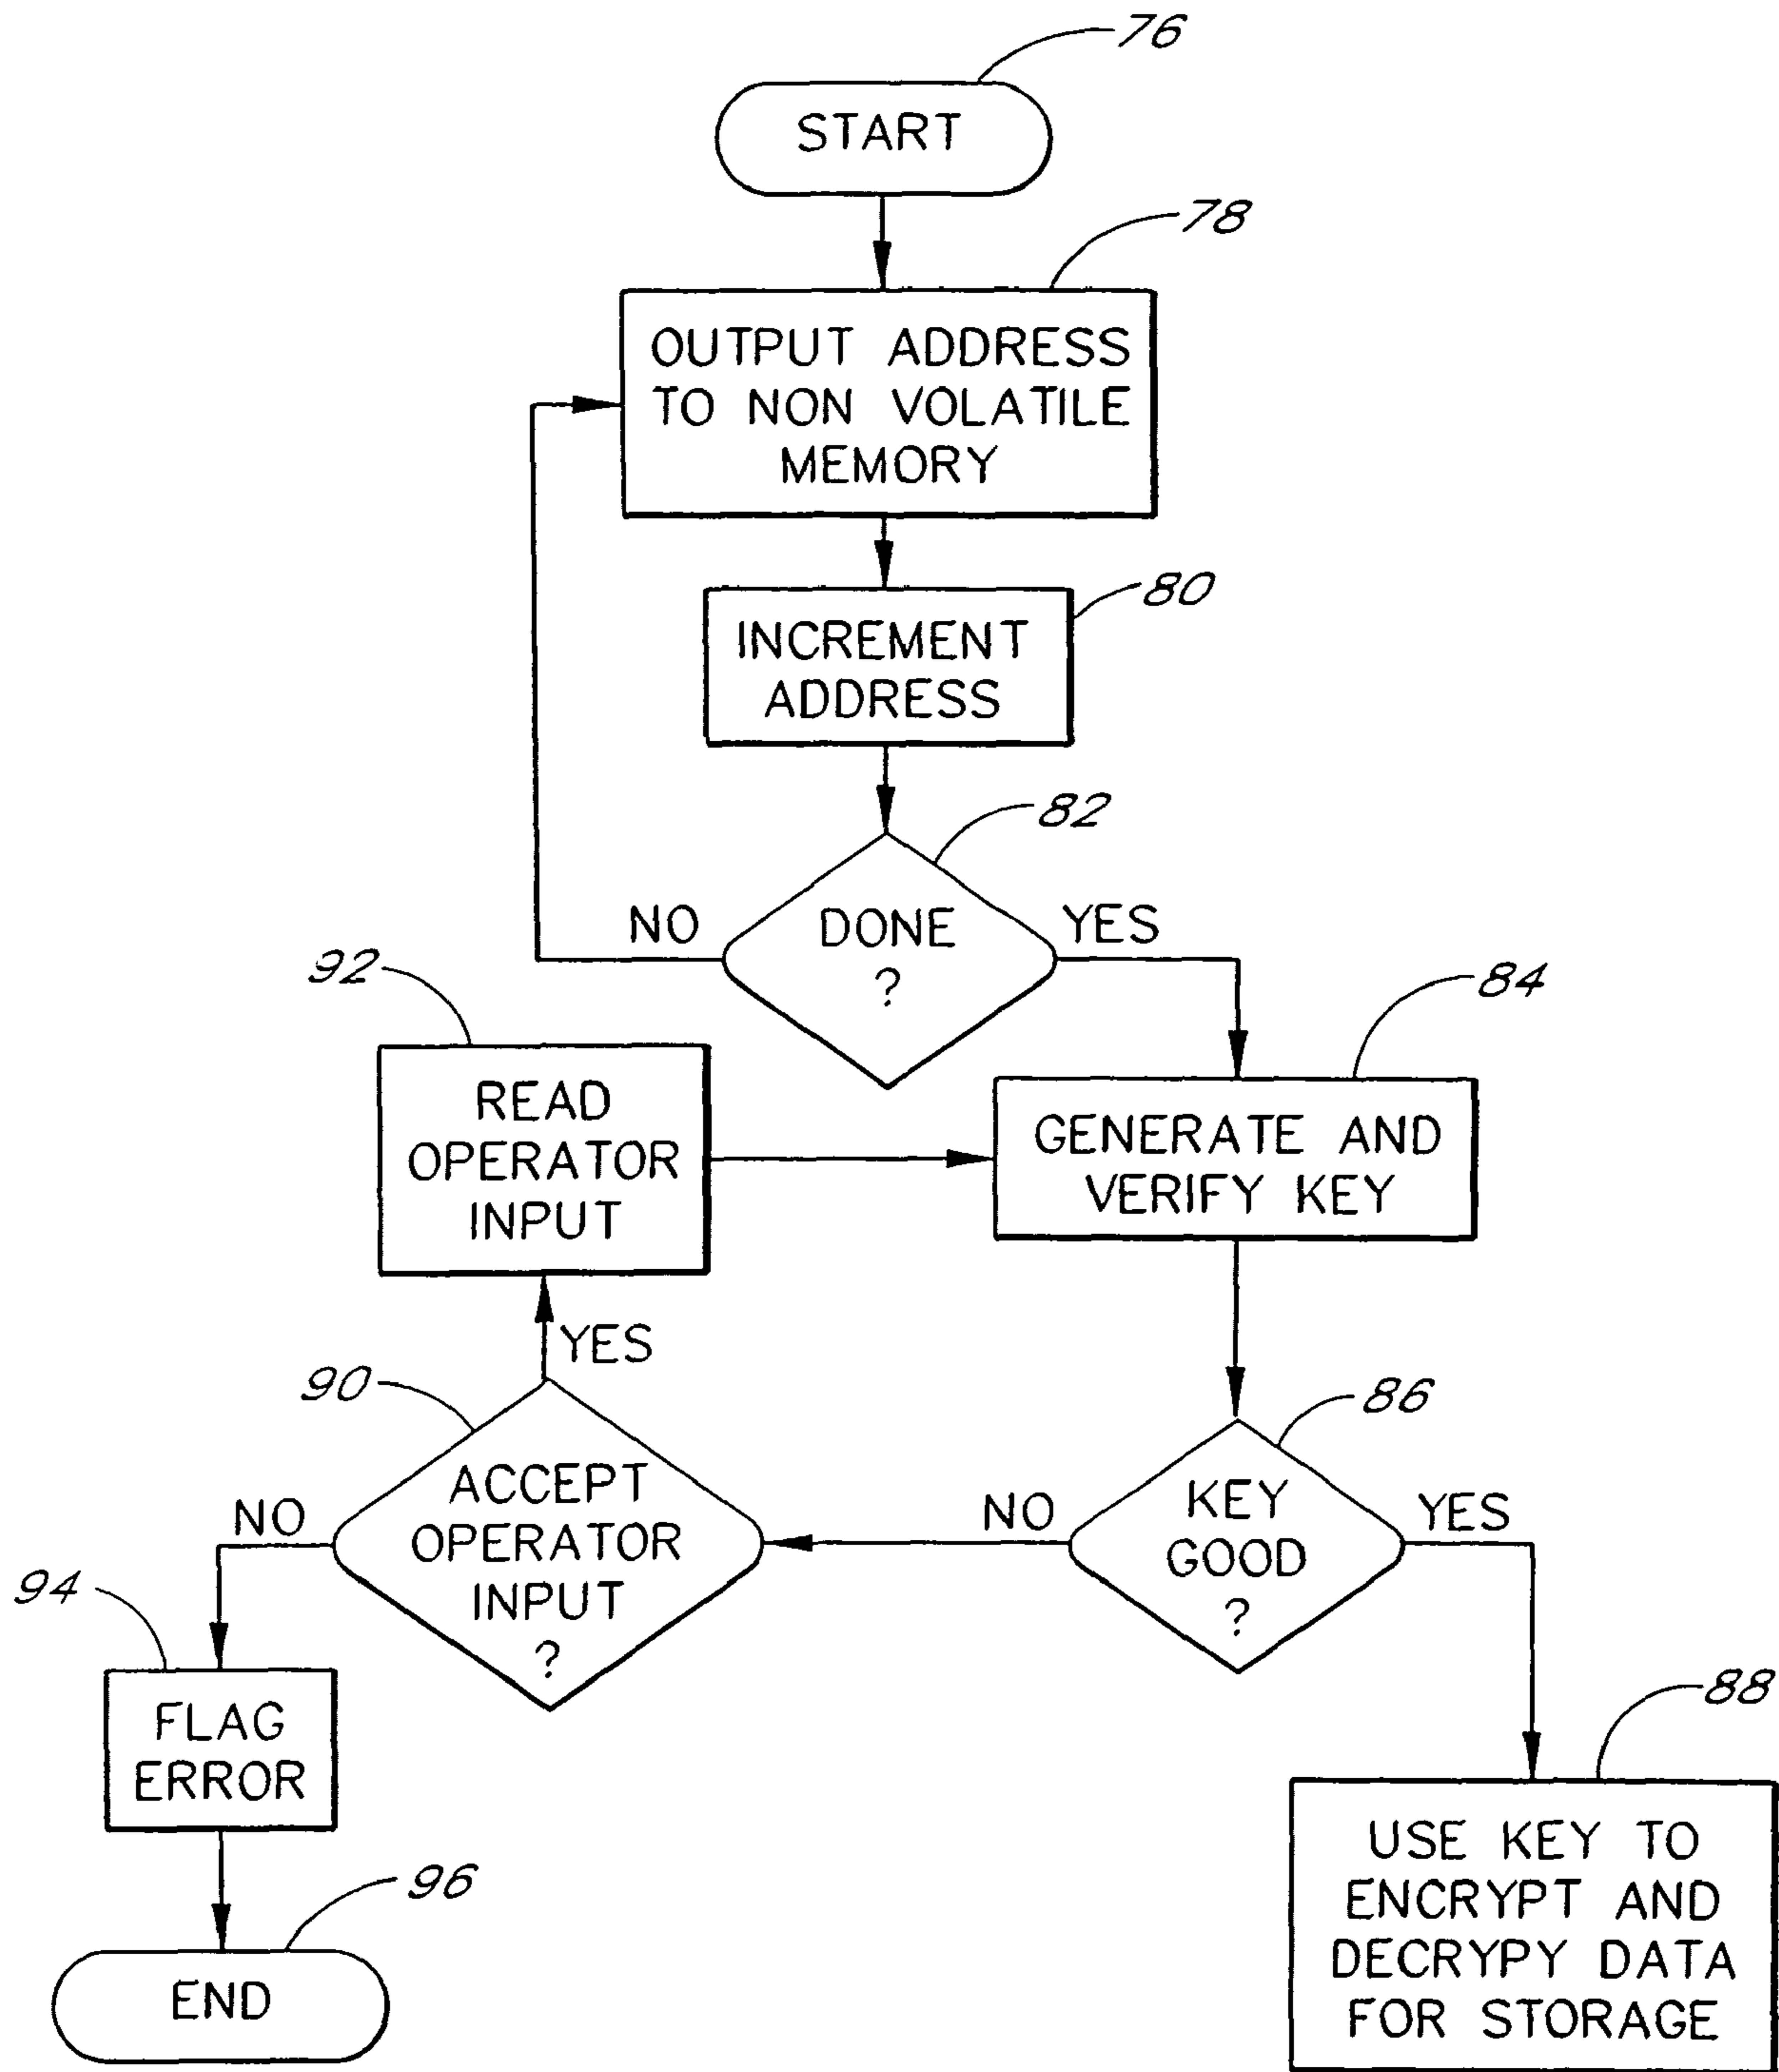 76
START
78
OUTPUT ADDRESS
TO NON VOLATILE
MEMORY
80
INCREMENT
ADDRESS
82
DONE
?
NO
YES
92
84
READ
OPERATOR
INPUT
GENERATE AND
VERIFY KEY
YES
90
86
ACCEPT
OPERATOR
INPUT
?
NO
KEY
GOOD
?
NO
YES
94
FLAG
ERROR
88
USE KEY TO
ENCRYPT AND
DECRYPY DATA
FOR STORAGE
96
END